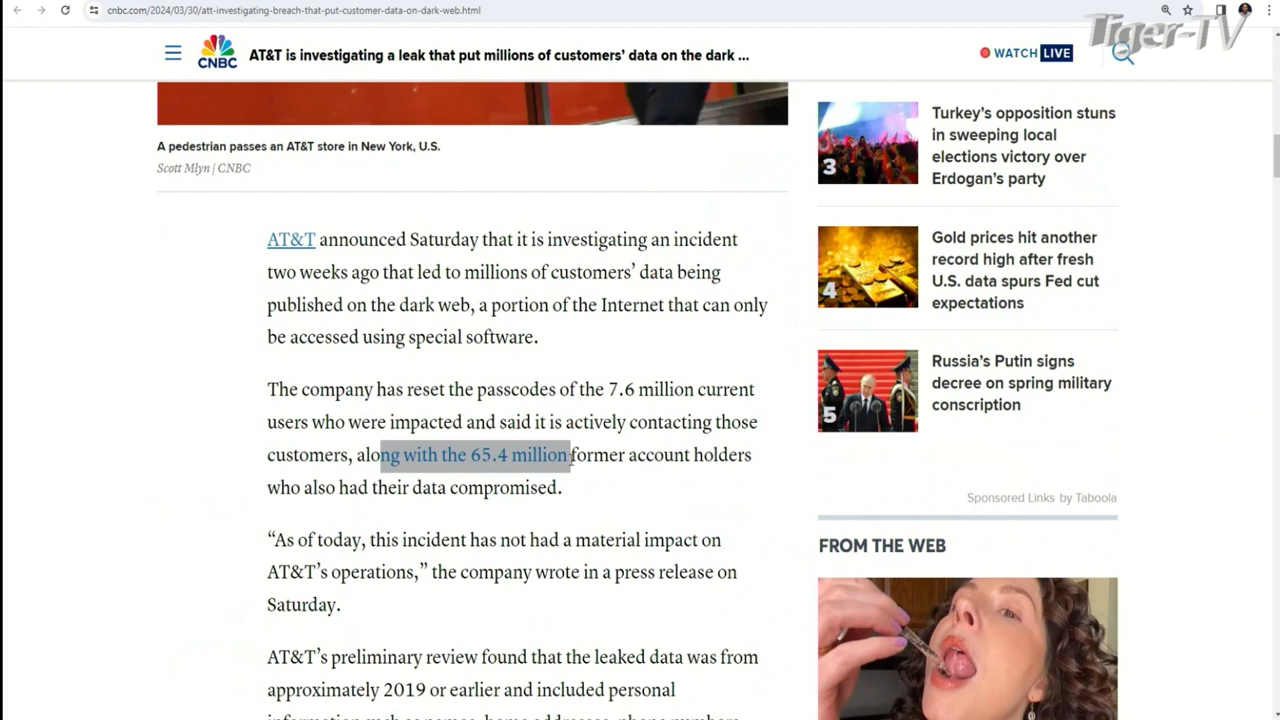 cnbc.com/2024/03/30/att-investigating-breach-that-put-customer-data-on-dark-web.html
Tiger-TV
CNBC
AT&T is investigating a leak that put millions of customers’ data on the dark ...
WATCH LIVE
A pedestrian passes an AT&T store in New York, U.S.
Scott Mlyn | CNBC
AT&T announced Saturday that it is investigating an incident
two weeks ago that led to millions of customers’ data being
published on the dark web, a portion of the Internet that can only
be accessed using special software.
The company has reset the passcodes of the 7.6 million current
users who were impacted and said it is actively contacting those
customers, along with the 65.4 million former account holders
who also had their data compromised.
“As of today, this incident has not had a material impact on
AT&T’s operations,” the company wrote in a press release on
Saturday.
AT&T’s preliminary review found that the leaked data was from
approximately 2019 or earlier and included personal
information such as names, home addresses, phone numbers
3
Turkey’s opposition stuns
in sweeping local
elections victory over
Erdogan’s party
4
Gold prices hit another
record high after fresh
U.S. data spurs Fed cut
expectations
5
Russia’s Putin signs
decree on spring military
conscription
Sponsored Links by Taboola
FROM THE WEB